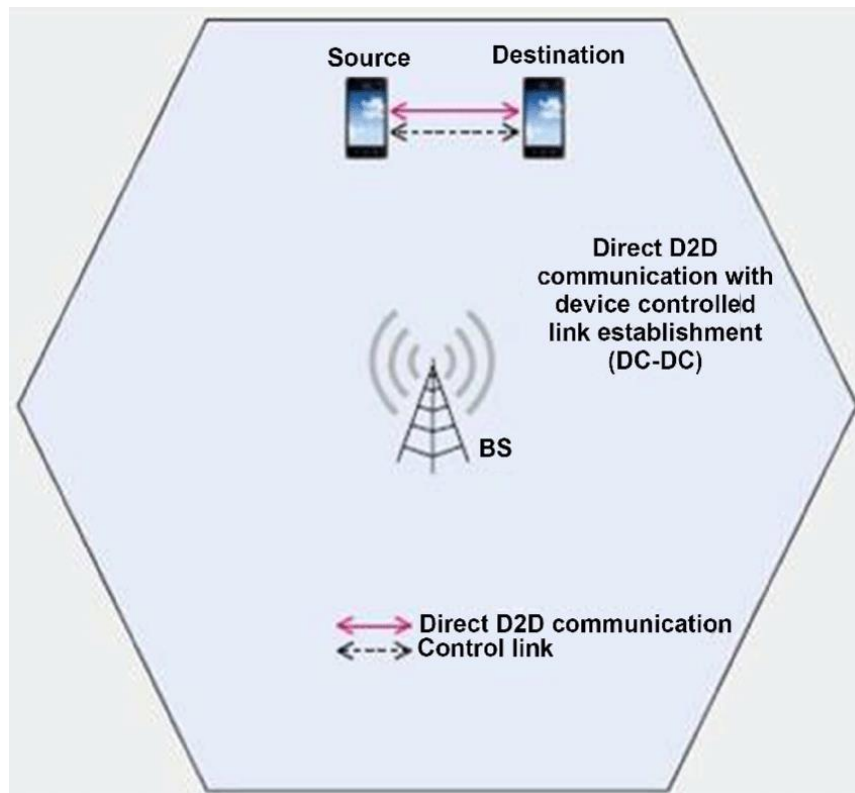 Source
Destination
Direct D2D
communication with
device controlled
link establishment
(DC-DC)
BS
Direct D2D communication
Control link